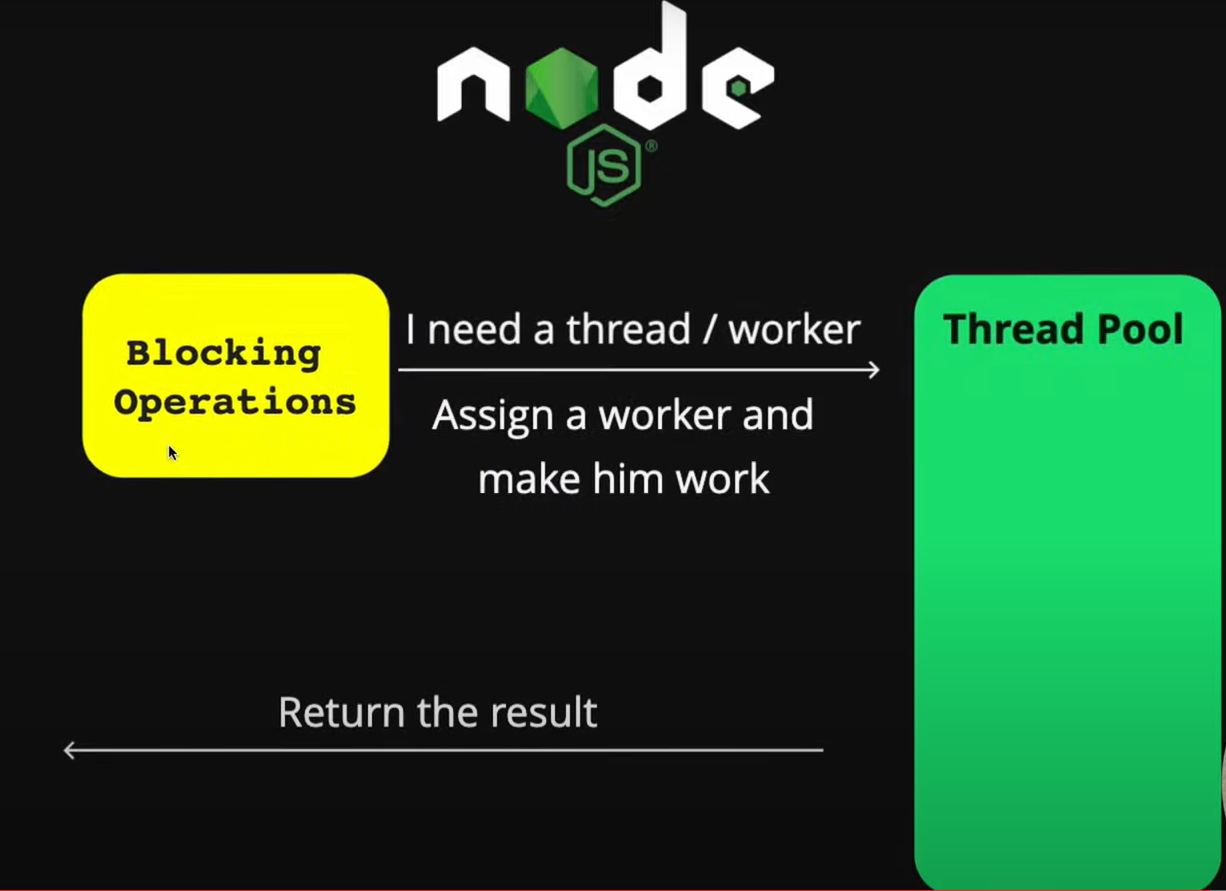 node
JS®
Blocking
Operations
I need a thread / worker
Assign a worker and
make him work
Thread Pool
Return the result